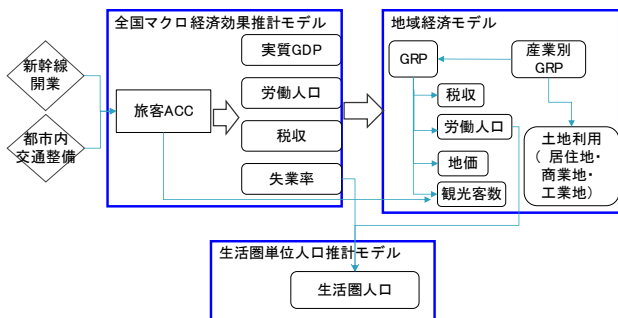 全国マクロ経済効果推計モデル
新幹線
開業
都市内
交通整備
旅客ACC
実質GDP
労働人口
税収
失業率
地域経済モデル
GRP
産業別
GRP
税収
労働人口
地価
観光客数
土地利用
( 居住地・
商業地・
工業地)
生活圏単位人口推計モデル
生活圏人口